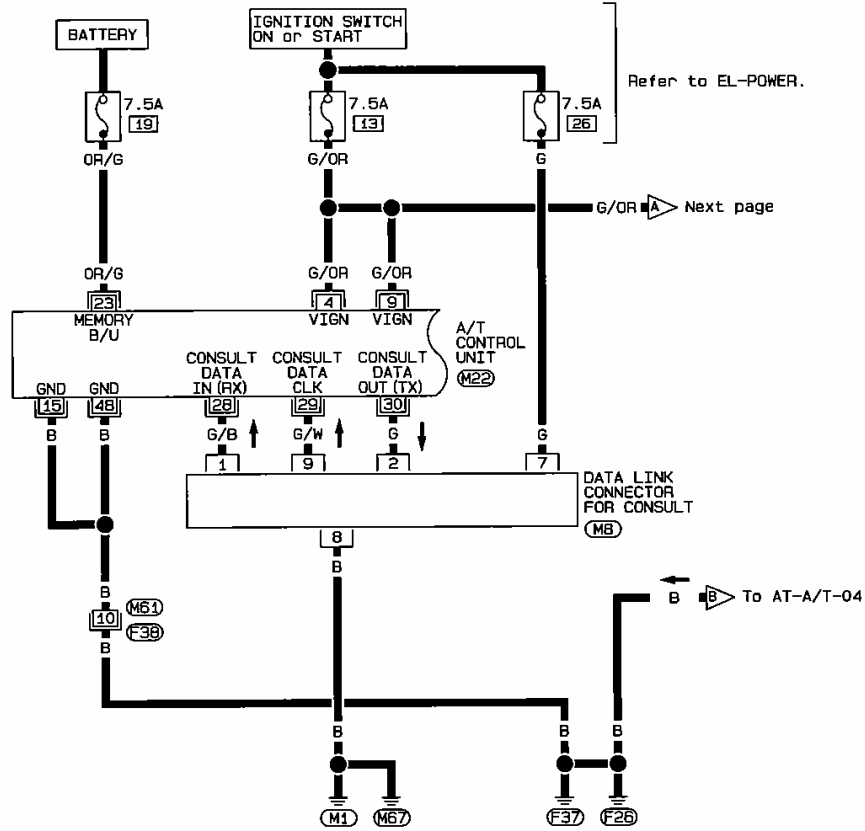 BATTERY
IGNITION SWITCH
ON or START
Refer to EL-POWER.
7.5A
19
7.5A
13
7.5A
26
OR/G
G/OR
G
G/OR
A
Next page
OR/G
G/OR
G/OR
23
4
9
MEMORY
B/U
VIGN
VIGN
A/T
CONTROL
UNIT
M22
CONSULT
DATA
IN (RX)
CONSULT
DATA
CLK
CONSULT
DATA
OUT (TX)
GND
GND
15
48
28
29
30
B
B
G/B
G/W
G
G
1
9
2
7
DATA LINK
CONNECTOR
FOR CONSULT
M8
8
B
B
10
M61
F38
B
B
B
To AT-A/T-04
B
B
B
M1
M67
F37
F26